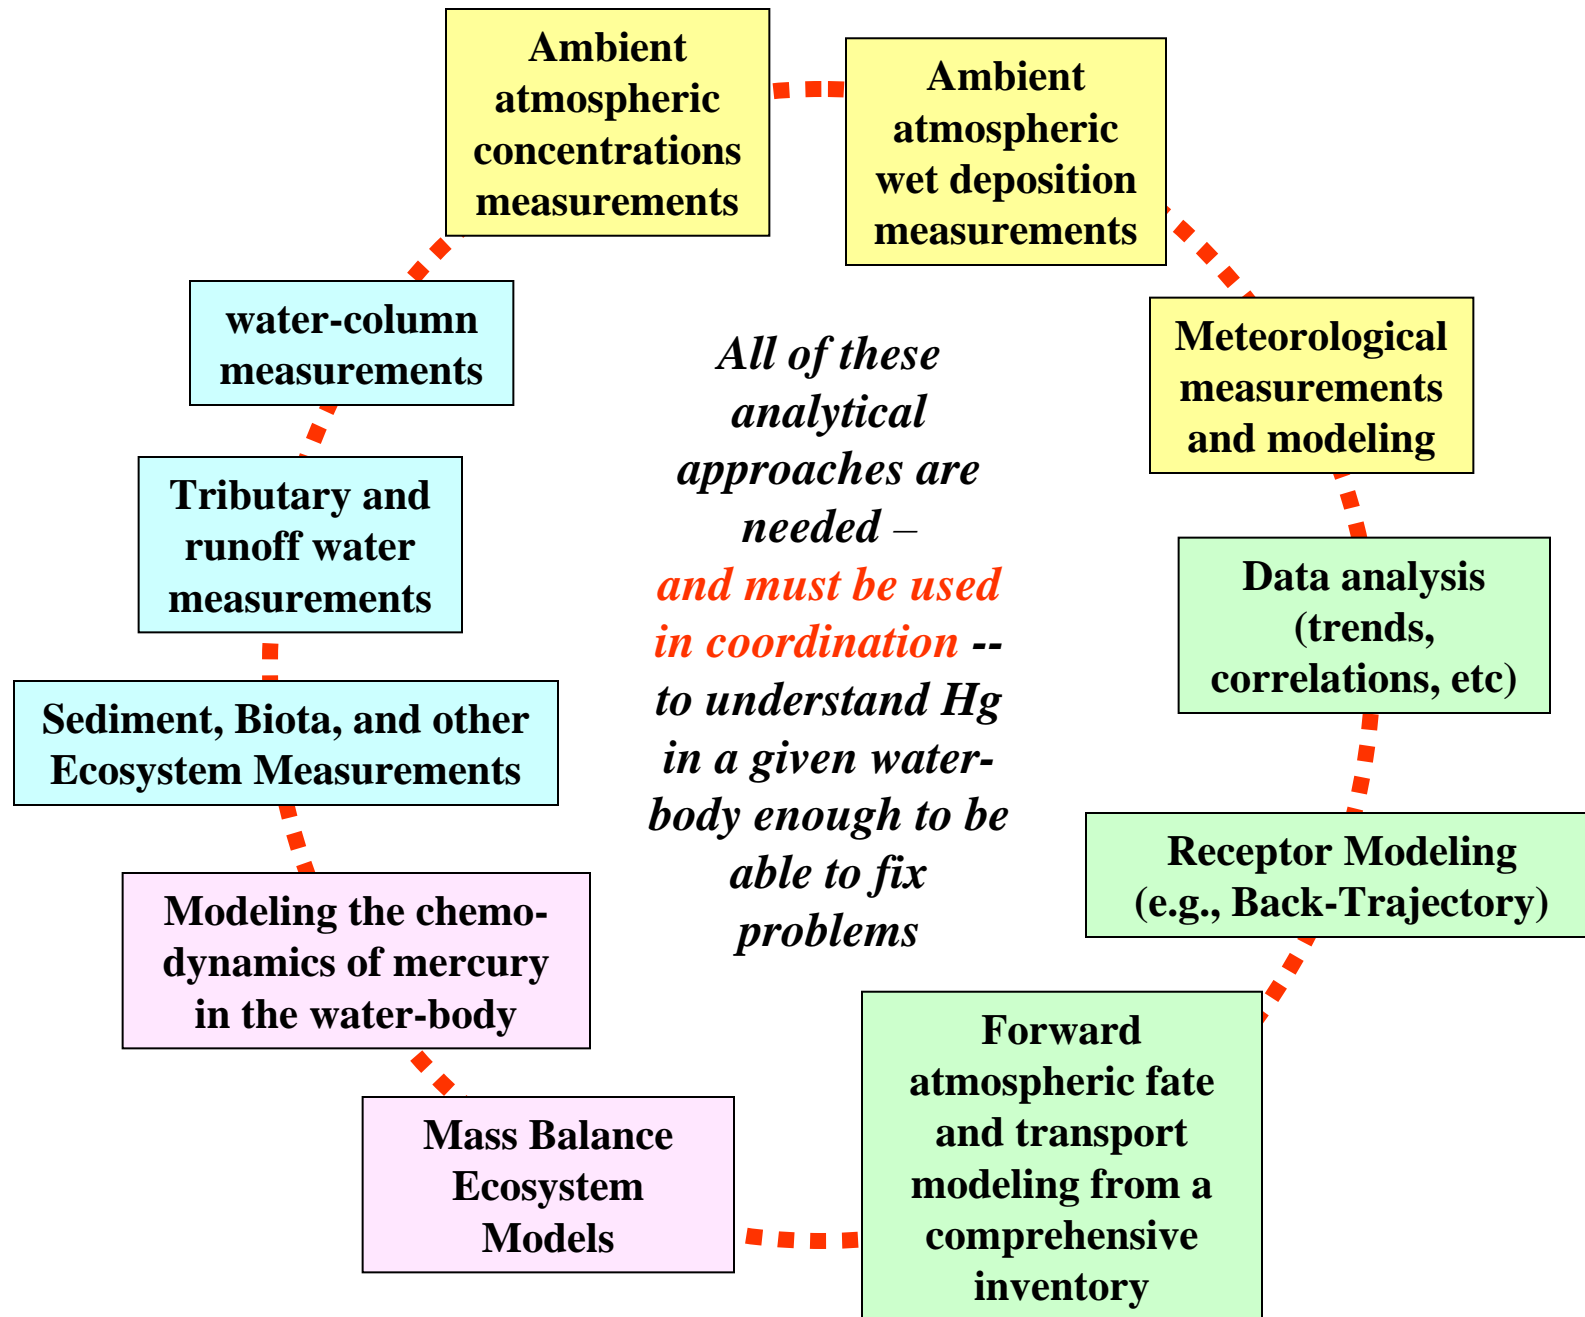 Ambient
atmospheric
concentrations
measurements
Ambient
atmospheric
wet deposition
measurements
Meteorological
measurements
and modeling
Data analysis
(trends,
correlations, etc)
Receptor Modeling
(e.g., Back-Trajectory)
Forward
atmospheric fate
and transport
modeling from a
comprehensive
inventory
Mass Balance
Ecosystem
Models
Modeling the chemo-
dynamics of mercury
in the water-body
Sediment, Biota, and other
Ecosystem Measurements
Tributary and
runoff water
measurements
water-column
measurements
All of these
analytical
approaches are
needed –
and must be used
in coordination --
to understand Hg
in a given water-
body enough to be
able to fix
problems